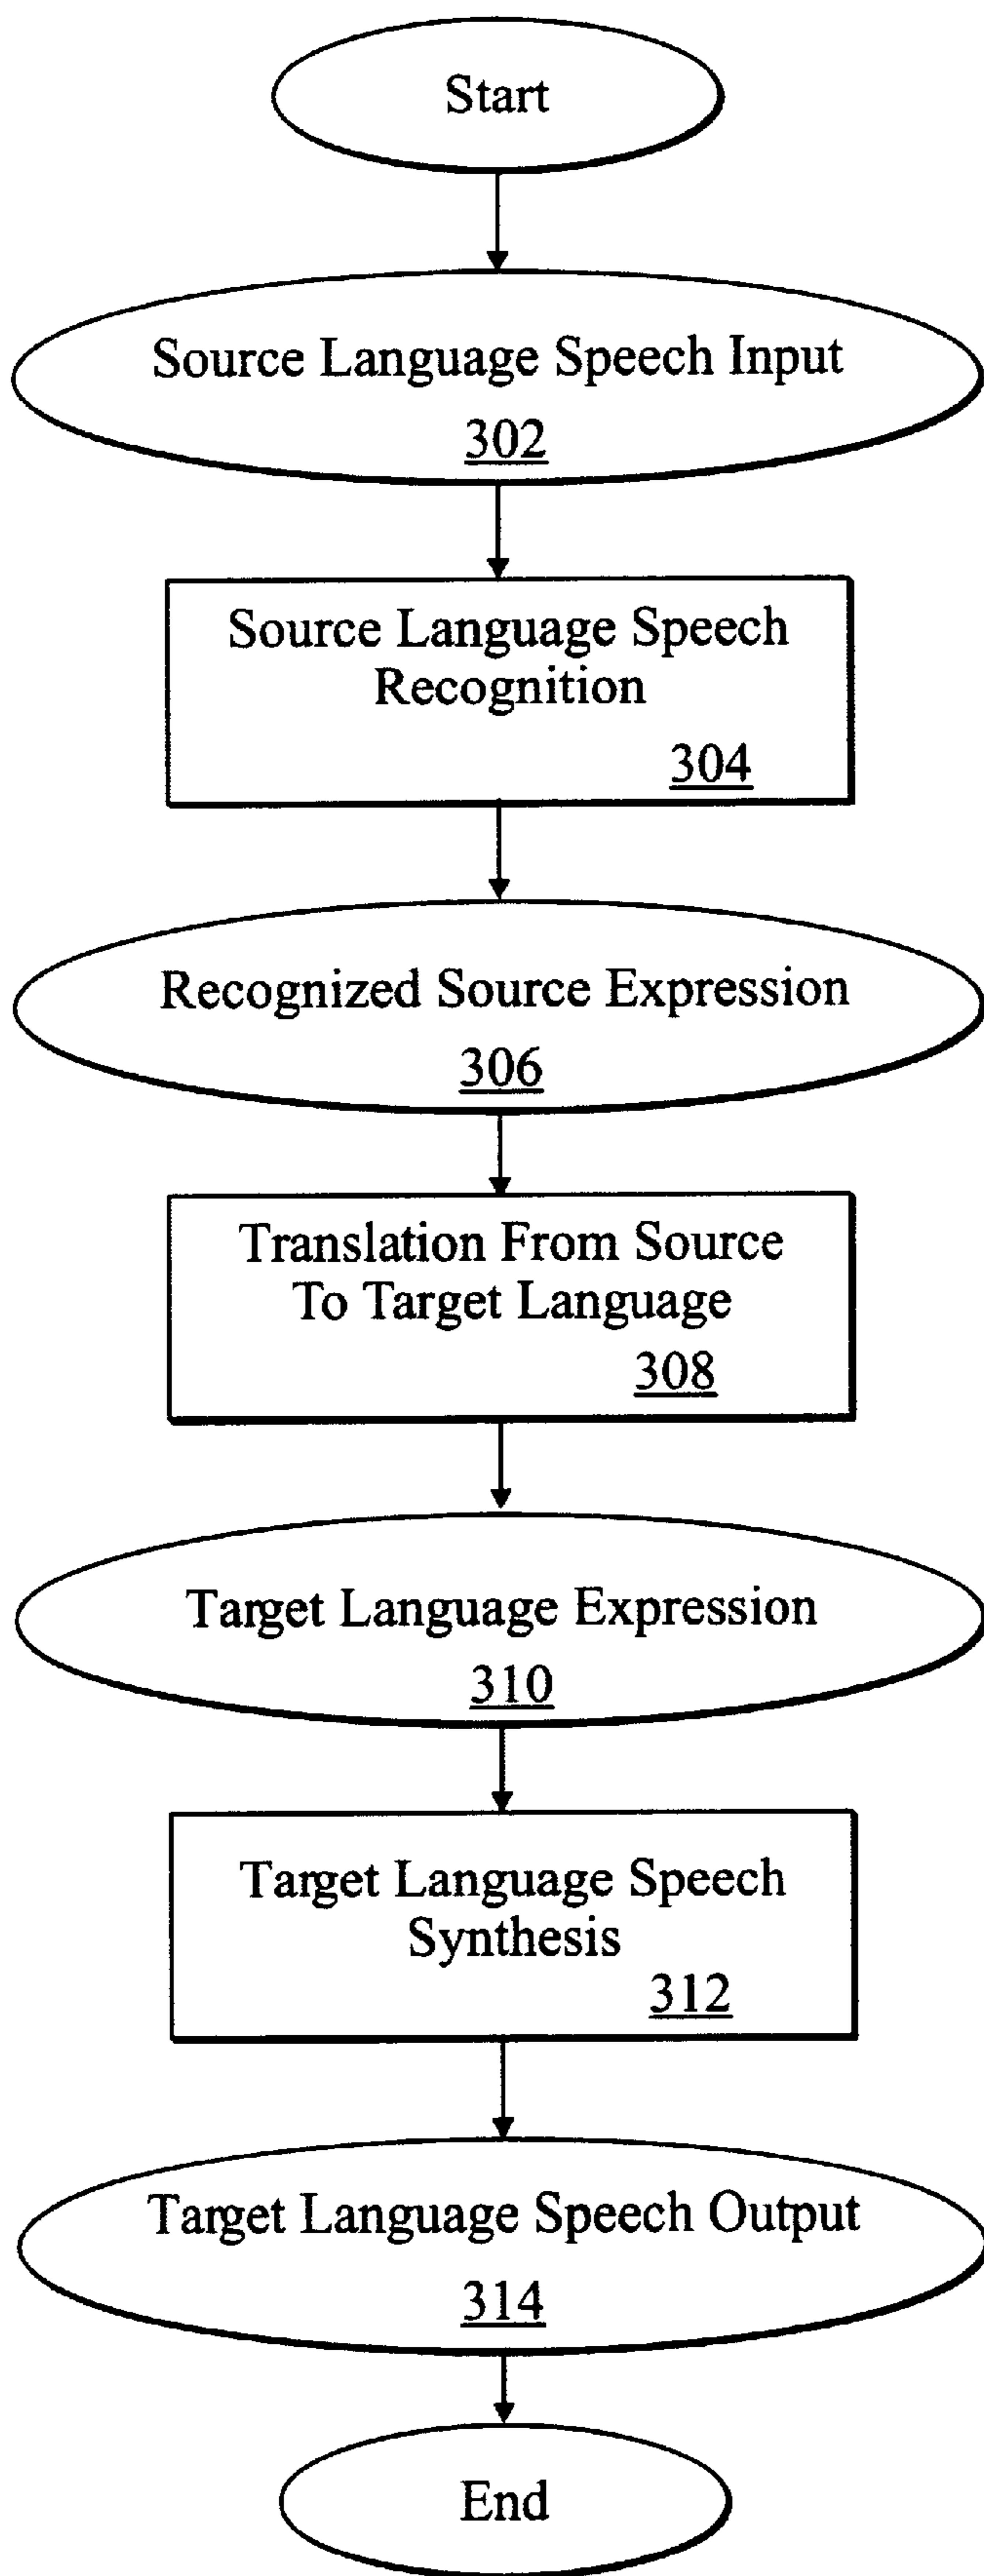 Start
Source Language Speech Input
302
Source Language Speech
Recognition
304
Recognized Source Expression
306
Translation From Source
To Target Language
308
Target Language Expression
310
Target Language Speech
Synthesis
312
Target Language Speech Output
314
End